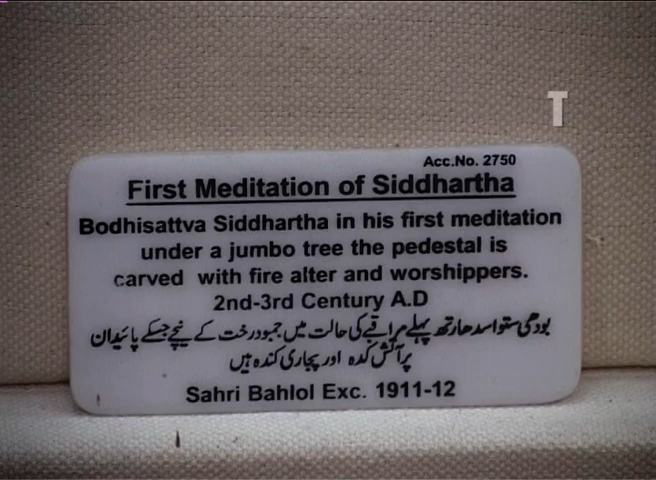 T
Acc.No. 2750
First Meditation of Siddhartha
Bodhisattva Siddhartha in his first meditation
under a jumbo tree the pedestal is
carved with fire alter and worshippers.
2nd-3rd Century A.D
بودھی ستوا سدھارتھ پہلے مراقبے کی حالت میں جمبو درخت کے نیچے جسکے پائیدان
پر آتش کدہ اور پجاری کندہ ہیں
Sahri Bahlol Exc. 1911-12